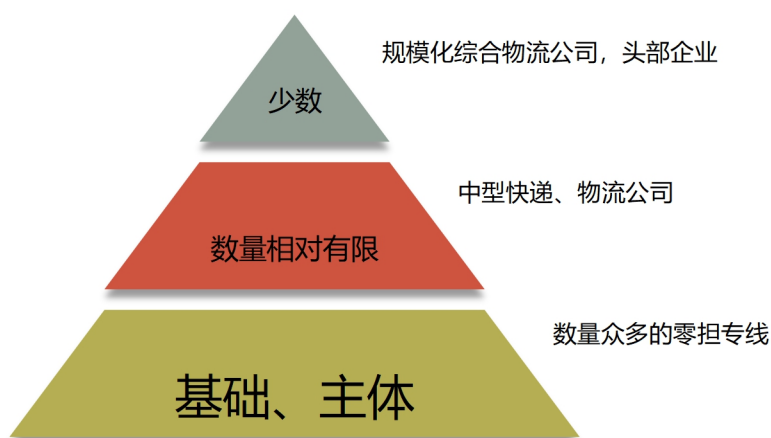 规模化综合物流公司，头部企业
少数
中型快递、物流公司
数量相对有限
数量众多的零担专线
基础、主体